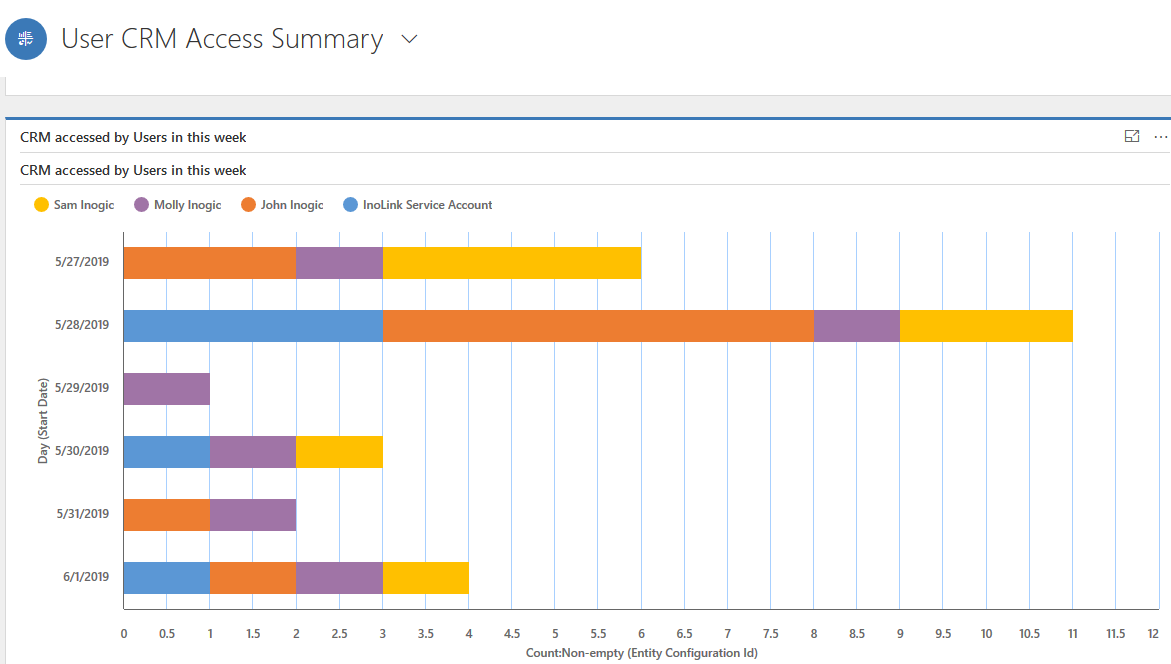 User CRM Access Summary
CRM accessed by Users in this week
CRM accessed by Users in this week
Sam Inogic Molly Inogic John Inogic InoLink Service Account
Day (Start Date)
5/27/2019
5/28/2019
5/29/2019
5/30/2019
5/31/2019
6/1/2019
0 0.5 1 1.5 2 2.5 3 3.5 4 4.5 5 5.5 6 6.5 7 7.5 8 8.5 9 9.5 10 10.5 11 11.5 12
Count:Non-empty (Entity Configuration Id)